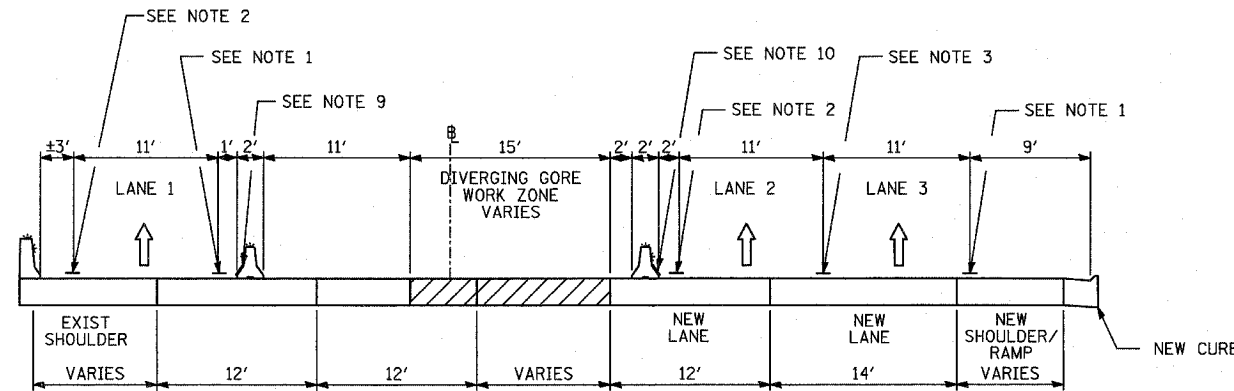 SEE NOTE 2
SEE NOTE 1
SEE NOTE 9
SEE NOTE 10
SEE NOTE 2
SEE NOTE 3
SEE NOTE 1
±3' 11' 1' 2' 11' 15' 2' 2' 2' 11' 11' 9'
LANE 1
DIVERGING GORE
WORK ZONE
VARIES
LANE 2
LANE 3
EXIST
SHOULDER
NEW
LANE
NEW
LANE
NEW
SHOULDER/
RAMP
NEW CURB
VARIES 12' 12' VARIES 12' 14' VARIES